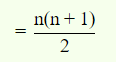 = n(n + 1)
2